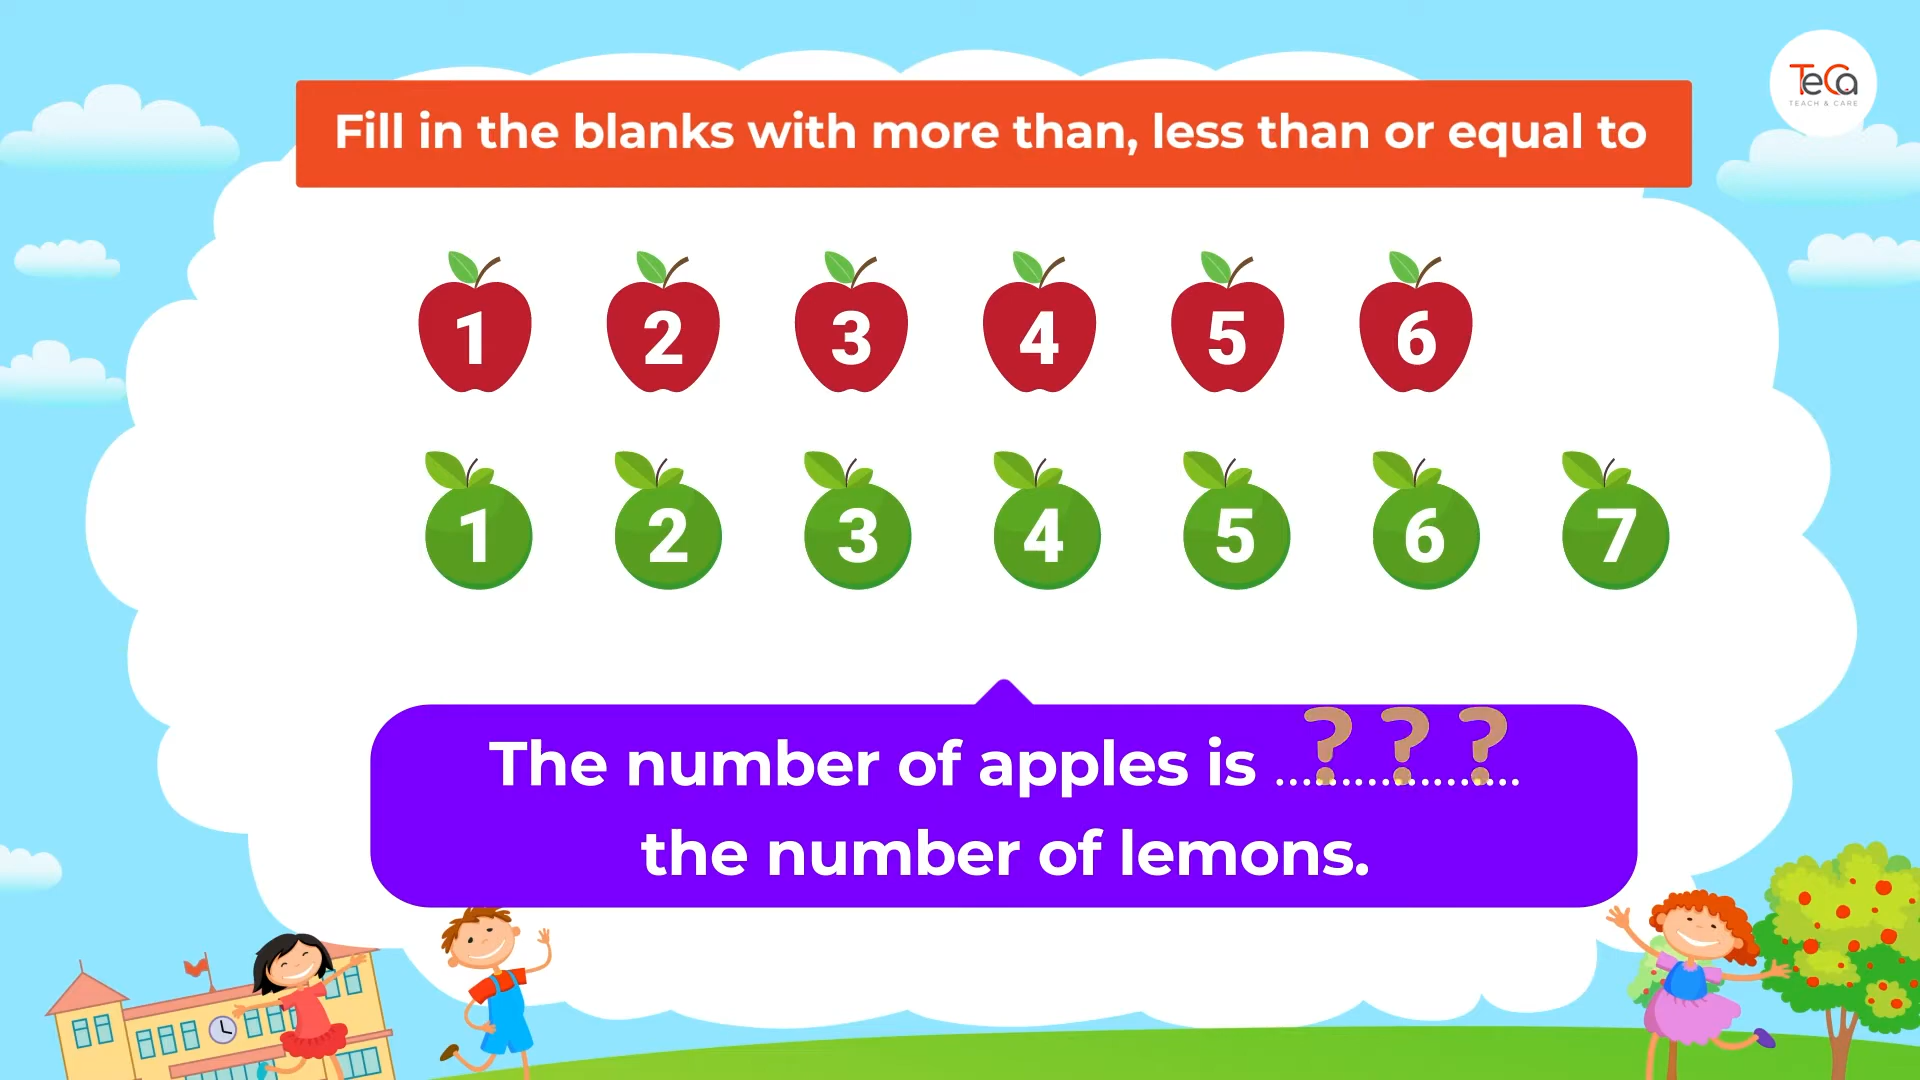 TeCa
TEACH & CARE
Fill in the blanks with more than, less than or equal to
1 2 3 4 5 6
1 2 3 4 5 6 7
The number of apples is ...................
? ? ?
the number of lemons.